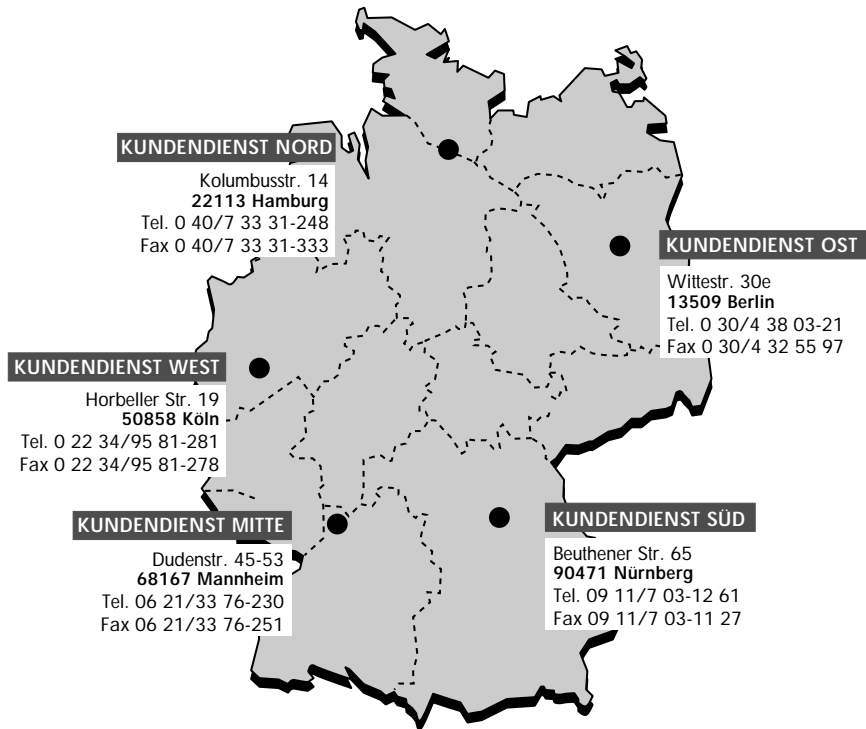 KUNDENDIENST NORD
Kolumbusstr. 14
22113 Hamburg
Tel. 0 40/7 33 31-248
Fax 0 40/7 33 31-333
KUNDENDIENST OST
Wittestr. 30e
13509 Berlin
Tel. 0 30/4 38 03-21
Fax 0 30/4 32 55 97
KUNDENDIENST WEST
Horbeller Str. 19
50858 Köln
Tel. 0 22 34/95 81-281
Fax 0 22 34/95 81-278
KUNDENDIENST MITTE
Dudenstr. 45-53
68167 Mannheim
Tel. 06 21/33 76-230
Fax 06 21/33 76-251
KUNDENDIENST SÜD
Beuthener Str. 65
90471 Nürnberg
Tel. 09 11/7 03-12 61
Fax 09 11/7 03-11 27